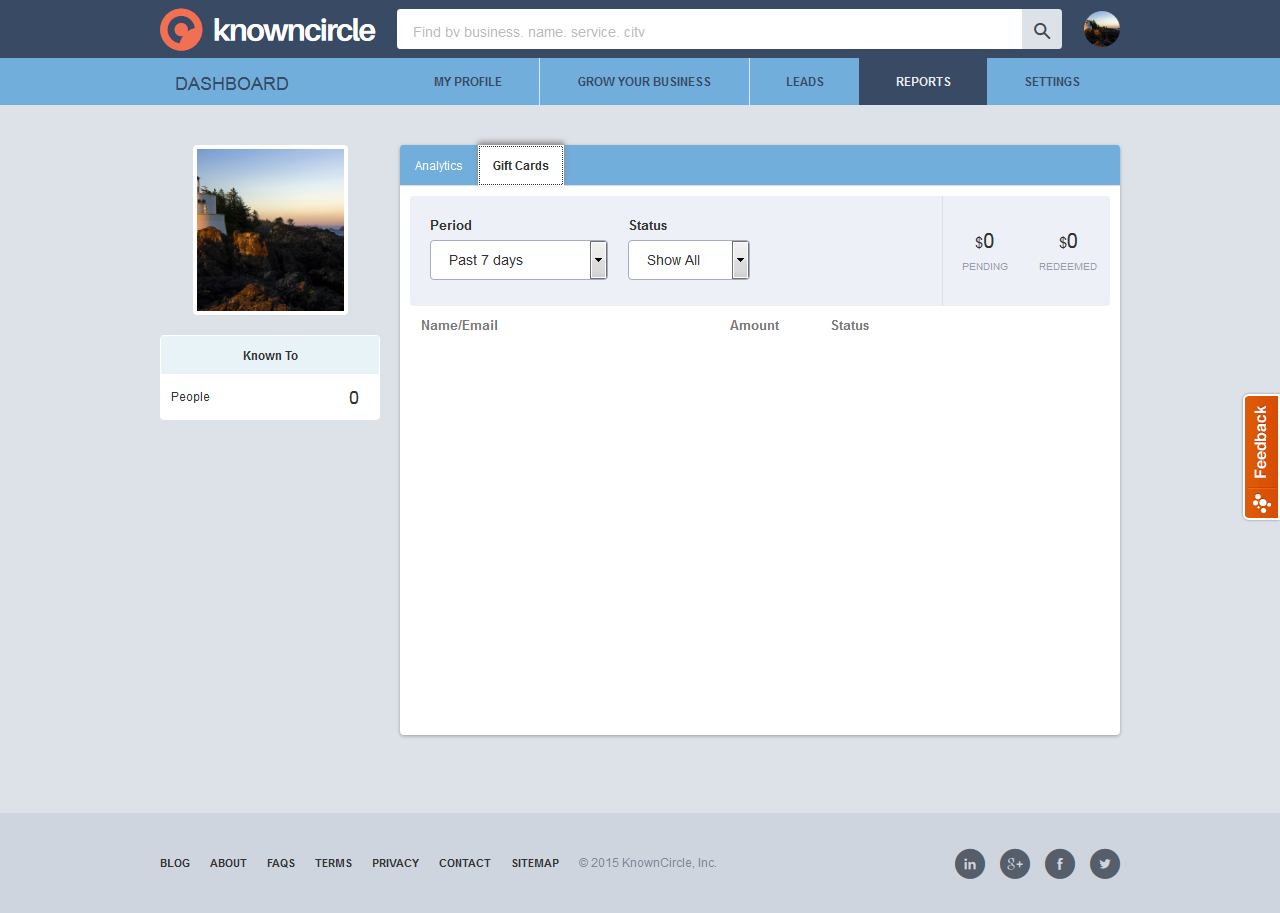 knowncircle
Find by business, name, service, city
DASHBOARD
MY PROFILE
GROW YOUR BUSINESS
LEADS
REPORTS
SETTINGS
Analytics
Gift Cards
Period
Status
Past 7 days
Show All
$0
PENDING
$0
REDEEMED
Name/Email
Amount
Status
Known To
People
0
Feedback
BLOG
ABOUT
FAQS
TERMS
PRIVACY
CONTACT
SITEMAP
© 2015 KnownCircle, Inc.
in
g+
f